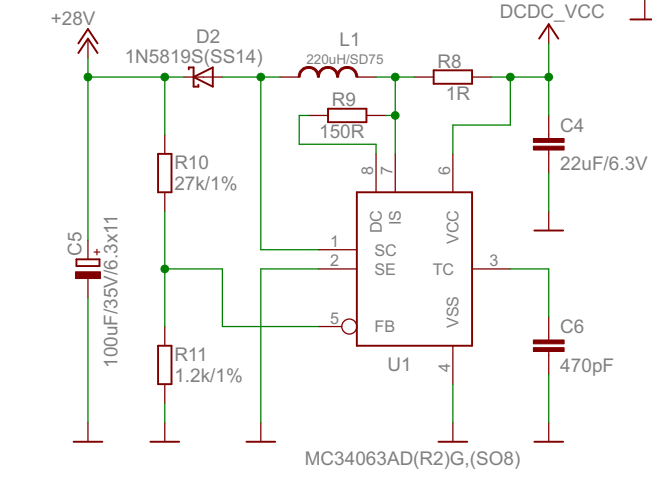 DCDC_VCC
+28V
D2
1N5819S(SS14)
L1
220uH/SD75
R8
1R
R9
150R
C4
22uF/6.3V
R10
27k/1%
8
7
6
DC
IS
VCC
1
SC
2
SE
TC
3
C5
+
100uF/35V/6.3x11
VSS
5
FB
C6
470pF
R11
1.2k/1%
U1
4
MC34063AD(R2)G,(SO8)